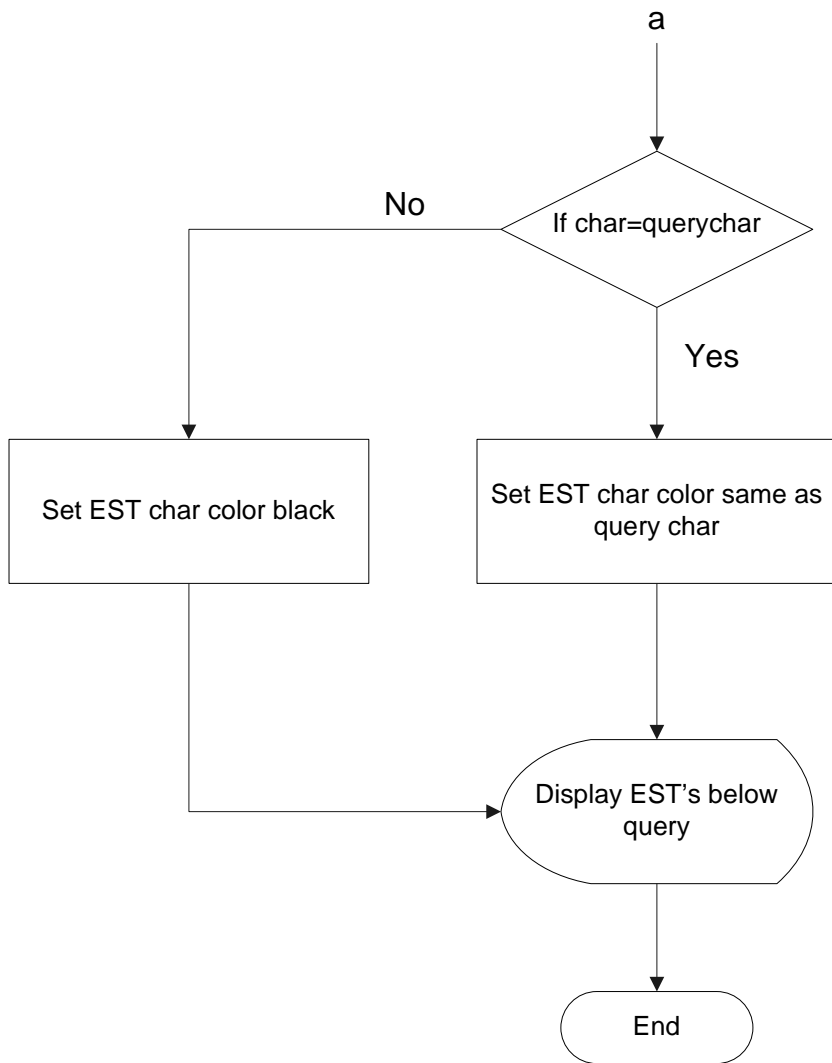 a
If char=querychar
No
Yes
Set EST char color black
Set EST char color same as
query char
Display EST’s below
query
End